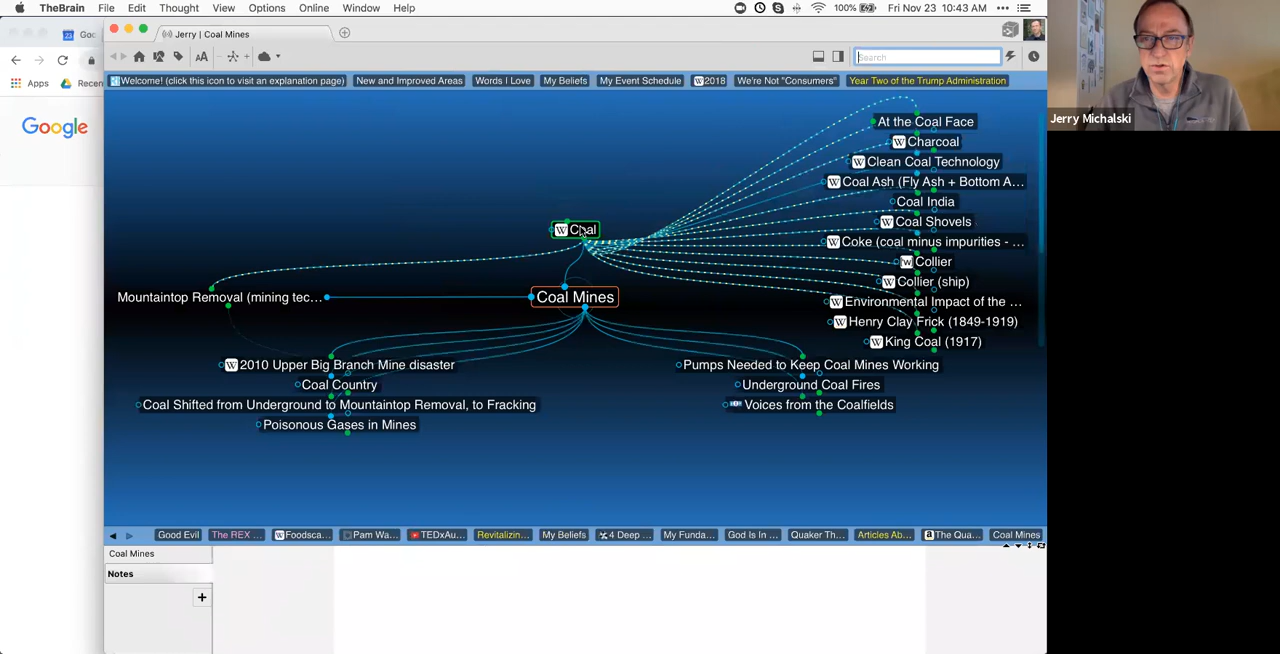 TheBrain File Edit Thought View Options Online Window Help 100% Fri Nov 23 10:43 AM
Jerry | Coal Mines
Goo
AA Search
Apps Recen
Welcome! (click this icon to visit an explanation page) New and Improved Areas Words I Love My Beliefs My Event Schedule W 2018 We're Not "Consumers" Year Two of the Trump Administration
Jerry Michalski
Google
At the Coal Face
W Charcoal
W Clean Coal Technology
W Coal Ash (Fly Ash + Bottom A...
Coal India
W Coal Shovels
W Coal
W Coke (coal minus impurities - ...
W Collier
W Collier (ship)
Mountaintop Removal (mining tec...
Coal Mines
W Environmental Impact of the ...
W Henry Clay Frick (1849-1919)
W King Coal (1917)
W 2010 Upper Big Branch Mine disaster
Pumps Needed to Keep Coal Mines Working
Coal Country
Underground Coal Fires
Coal Shifted from Underground to Mountaintop Removal, to Fracking
Voices from the Coalfields
Poisonous Gases in Mines
Good Evil The REX ... W Foodsca... Pam Wa... TEDxAu... Revitalizin... My Beliefs 4 Deep ... My Funda... God Is In ... Quaker Th... Articles Ab... a The Qua... Coal Mines
Coal Mines
Notes
+